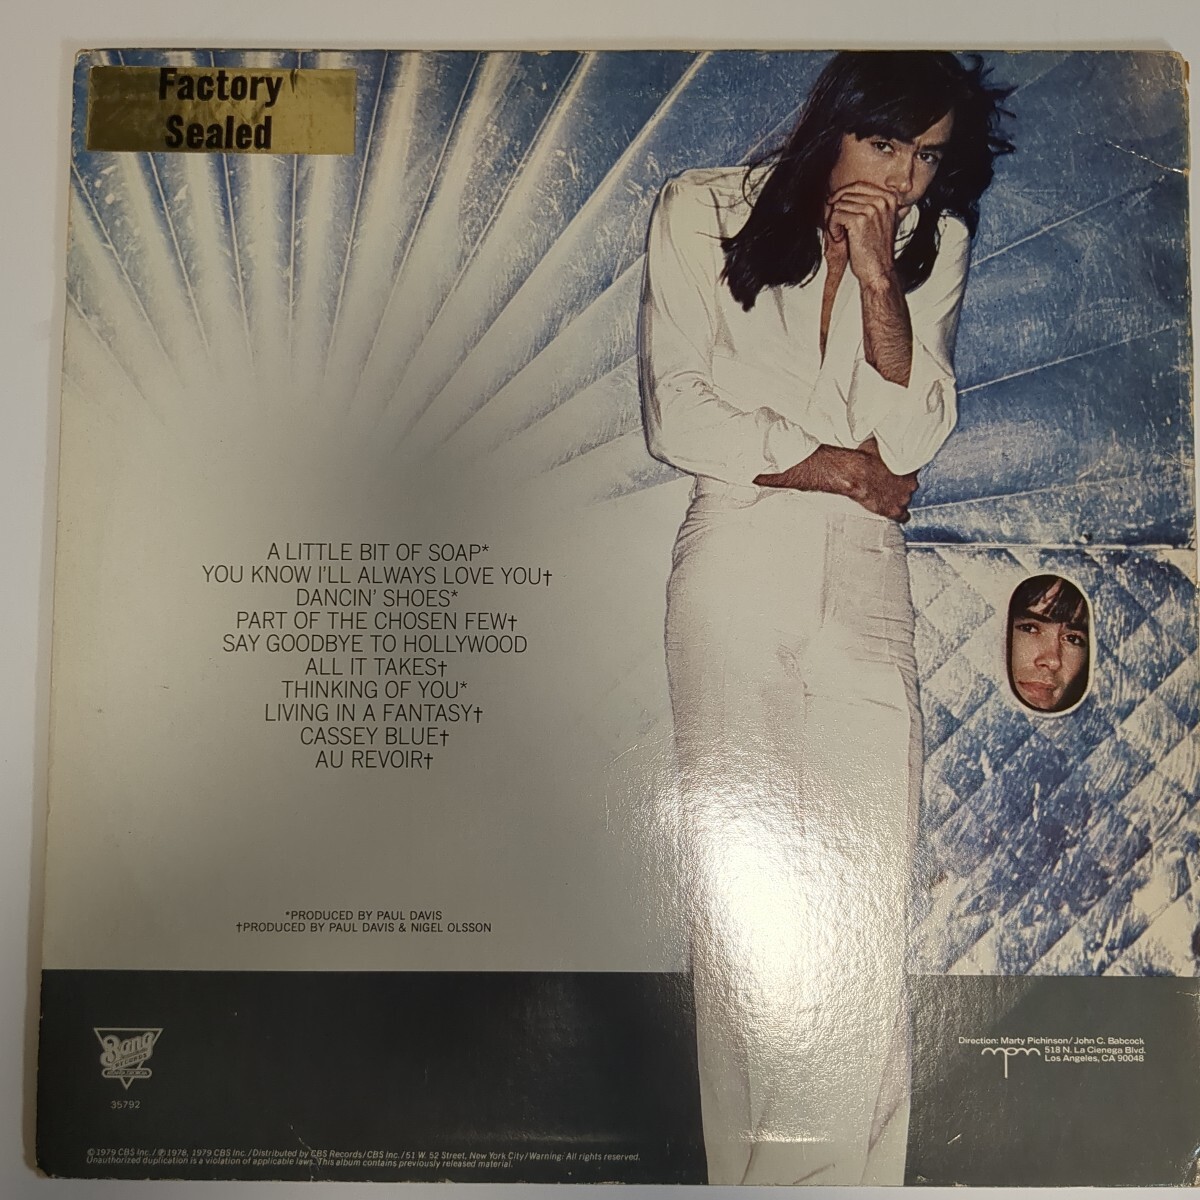 Factory
Sealed
A LITTLE BIT OF SOAP*
YOU KNOW I'LL ALWAYS LOVE YOU†
DANCIN' SHOES*
PART OF THE CHOSEN FEW†
SAY GOODBYE TO HOLLYWOOD
ALL IT TAKES†
THINKING OF YOU*
LIVING IN A FANTASY†
CASSEY BLUE†
AU REVOIR†
*PRODUCED BY PAUL DAVIS
†PRODUCED BY PAUL DAVIS & NIGEL OLSSON
Bang
RECORDS
35792
Direction: Marty Pichinson/John C. Babcock
mpm 518 N. La Cienega Blvd.
Los Angeles, CA 90048
© 1979 CBS Inc./℗ 1978, 1979 CBS Inc./Distributed by CBS Records/CBS Inc./51 W. 52 Street, New York City/Warning: All rights reserved.
Unauthorized duplication is a violation of applicable laws. This album contains previously released material.